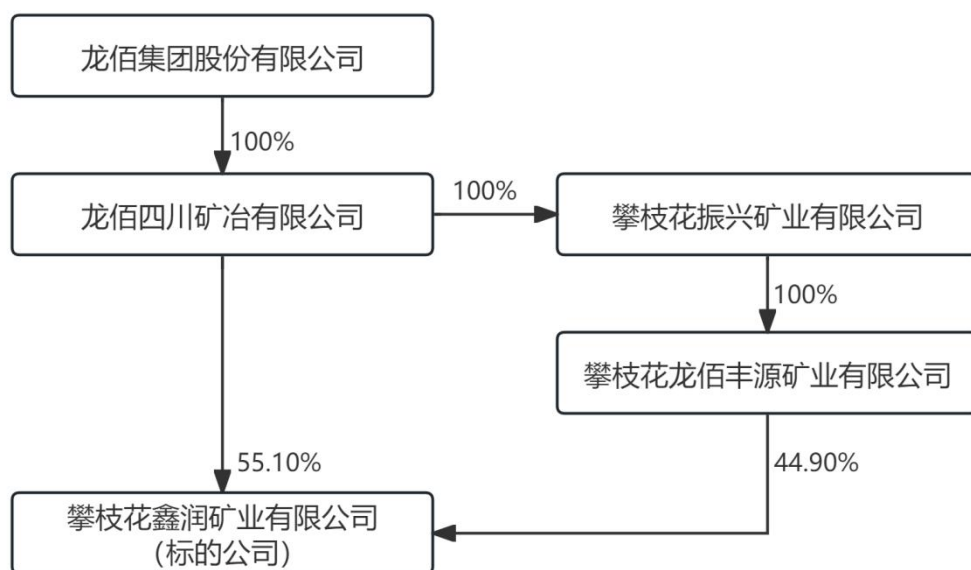 龙佰集团股份有限公司
100%
龙佰四川矿冶有限公司
100%
攀枝花振兴矿业有限公司
100%
攀枝花龙佰丰源矿业有限公司
55.10%
44.90%
攀枝花鑫润矿业有限公司
（标的公司）